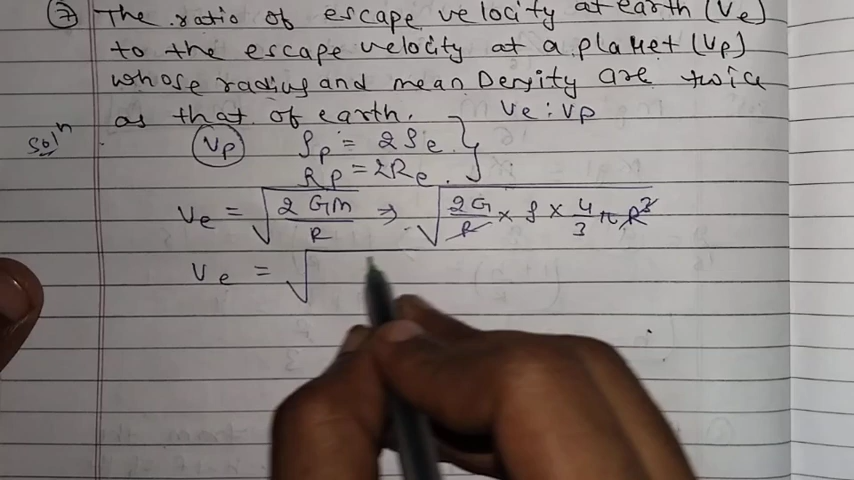 ⑦ The ratio of escape velocity at earth (Ve)
to the escape velocity at a planet (Vp)
whose radius and mean Density are twice
as that of earth. Ve : Vp
Solⁿ Vp ρp = 2ρe
Rp = 2Re
Ve = √(2GM/R) ⇒ √(2G/R × ρ × 4/3 πR³)
Ve = √